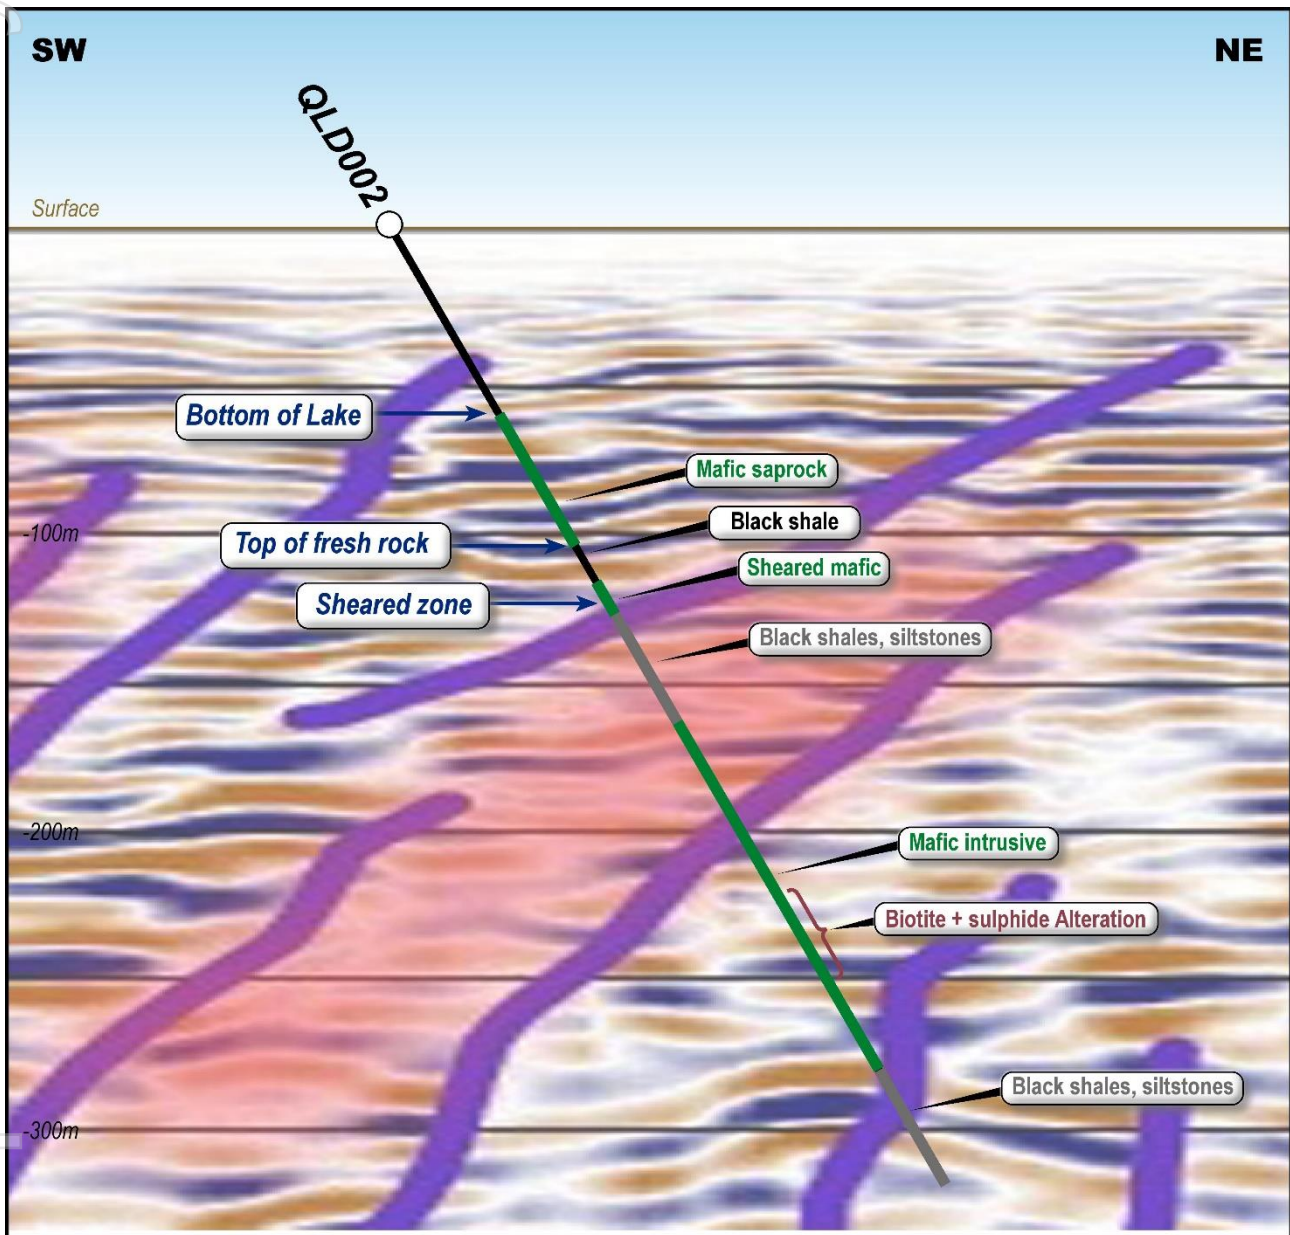 SW
NE
QLD002
Surface
Bottom of Lake
Mafic saprock
-100m
Black shale
Top of fresh rock
Sheared mafic
Sheared zone
Black shales, siltstones
-200m
Mafic intrusive
Biotite + sulphide Alteration
Black shales, siltstones
-300m